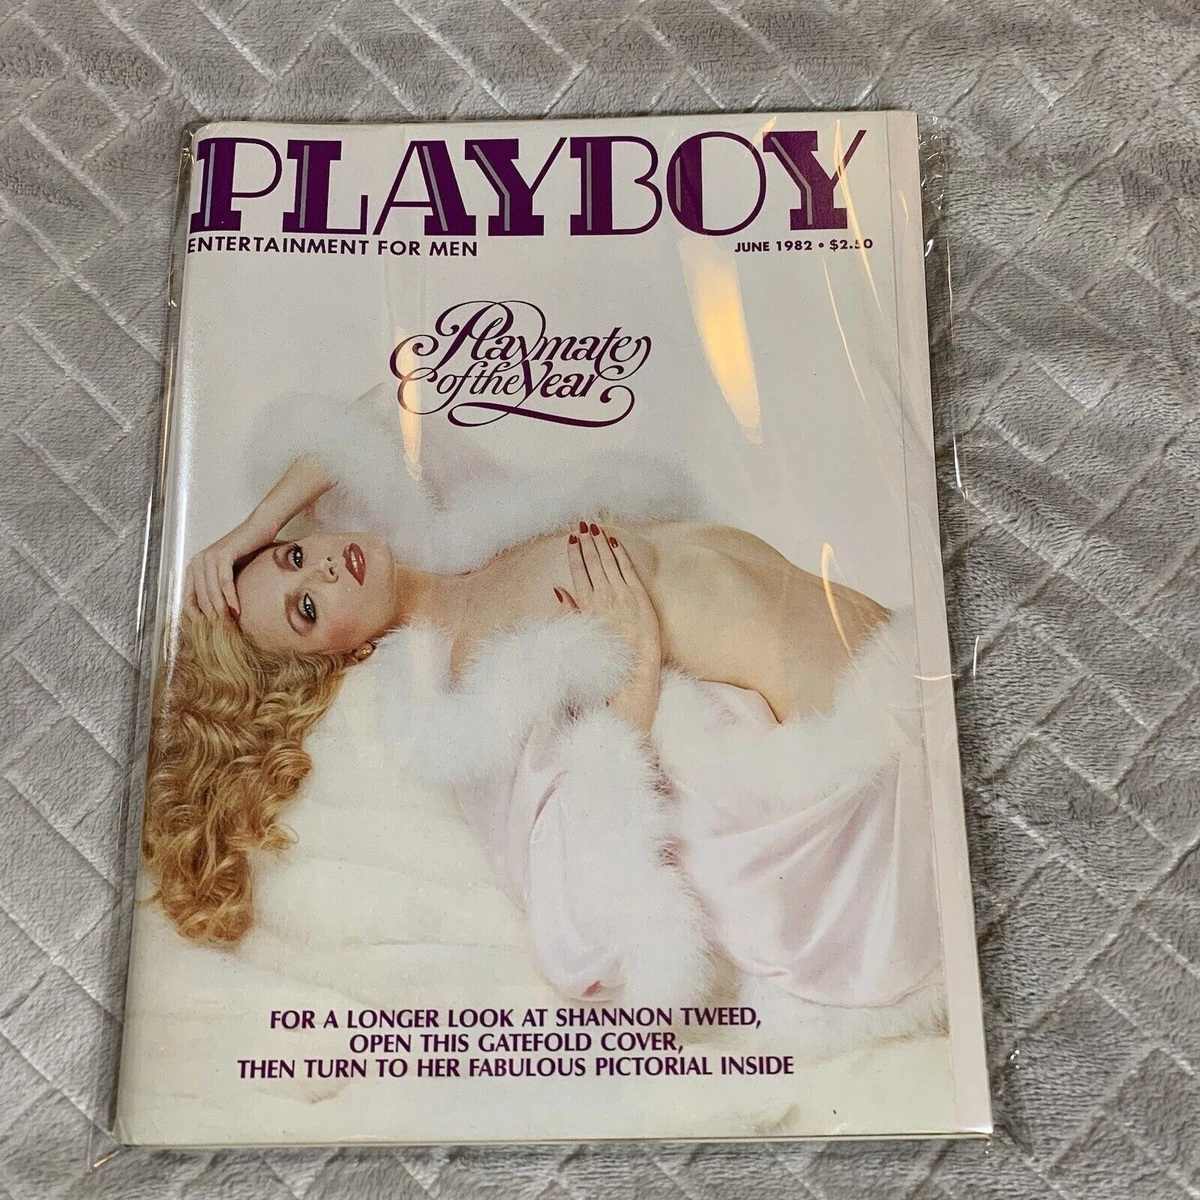 PLAYBOY
ENTERTAINMENT FOR MEN
JUNE 1982 • $2.50
Playmate
of the Year
FOR A LONGER LOOK AT SHANNON TWEED,
OPEN THIS GATEFOLD COVER,
THEN TURN TO HER FABULOUS PICTORIAL INSIDE